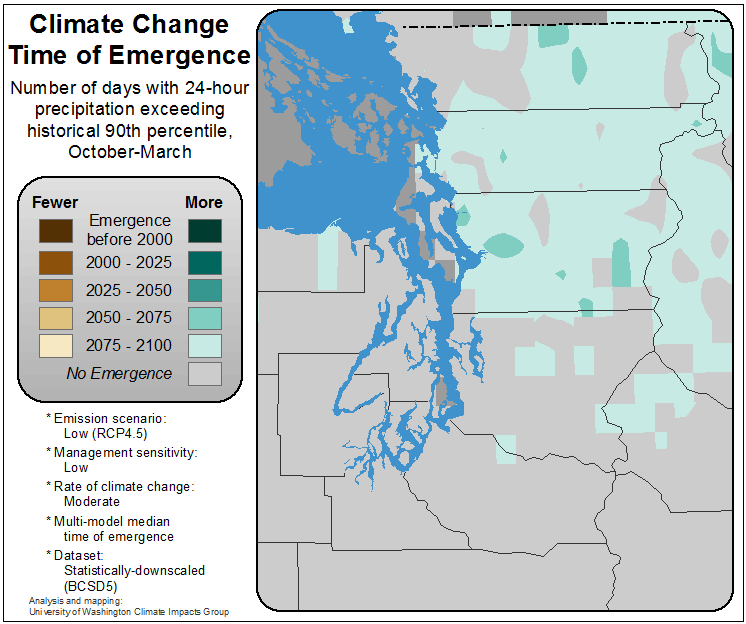 Climate Change
Time of Emergence
Number of days with 24-hour
precipitation exceeding
historical 90th percentile,
October-March
Fewer More
Emergence
before 2000
2000 - 2025
2025 - 2050
2050 - 2075
2075 - 2100
No Emergence
* Emission scenario:
Low (RCP4.5)
* Management sensitivity:
Low
* Rate of climate change:
Moderate
* Multi-model median
time of emergence
* Dataset:
Statistically-downscaled
(BCSD5)
Analysis and mapping:
University of Washington Climate Impacts Group